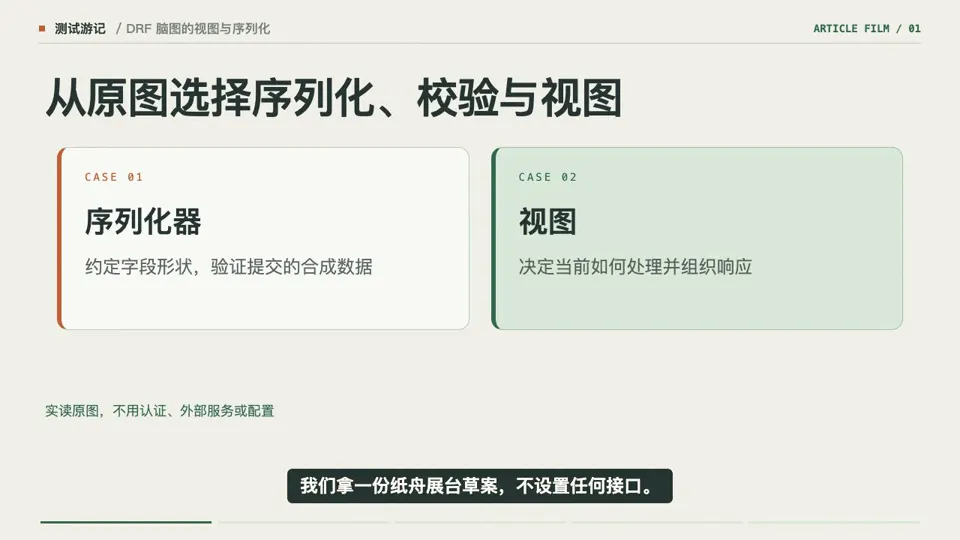 测试游记 / DRF 脑图的视图与序列化
ARTICLE FILM / 01
从原图选择序列化、校验与视图
CASE 01
序列化器
约定字段形状，验证提交的合成数据
CASE 02
视图
决定当前如何处理并组织响应
实读原图，不用认证、外部服务或配置
我们拿一份纸舟展台草案，不设置任何接口。